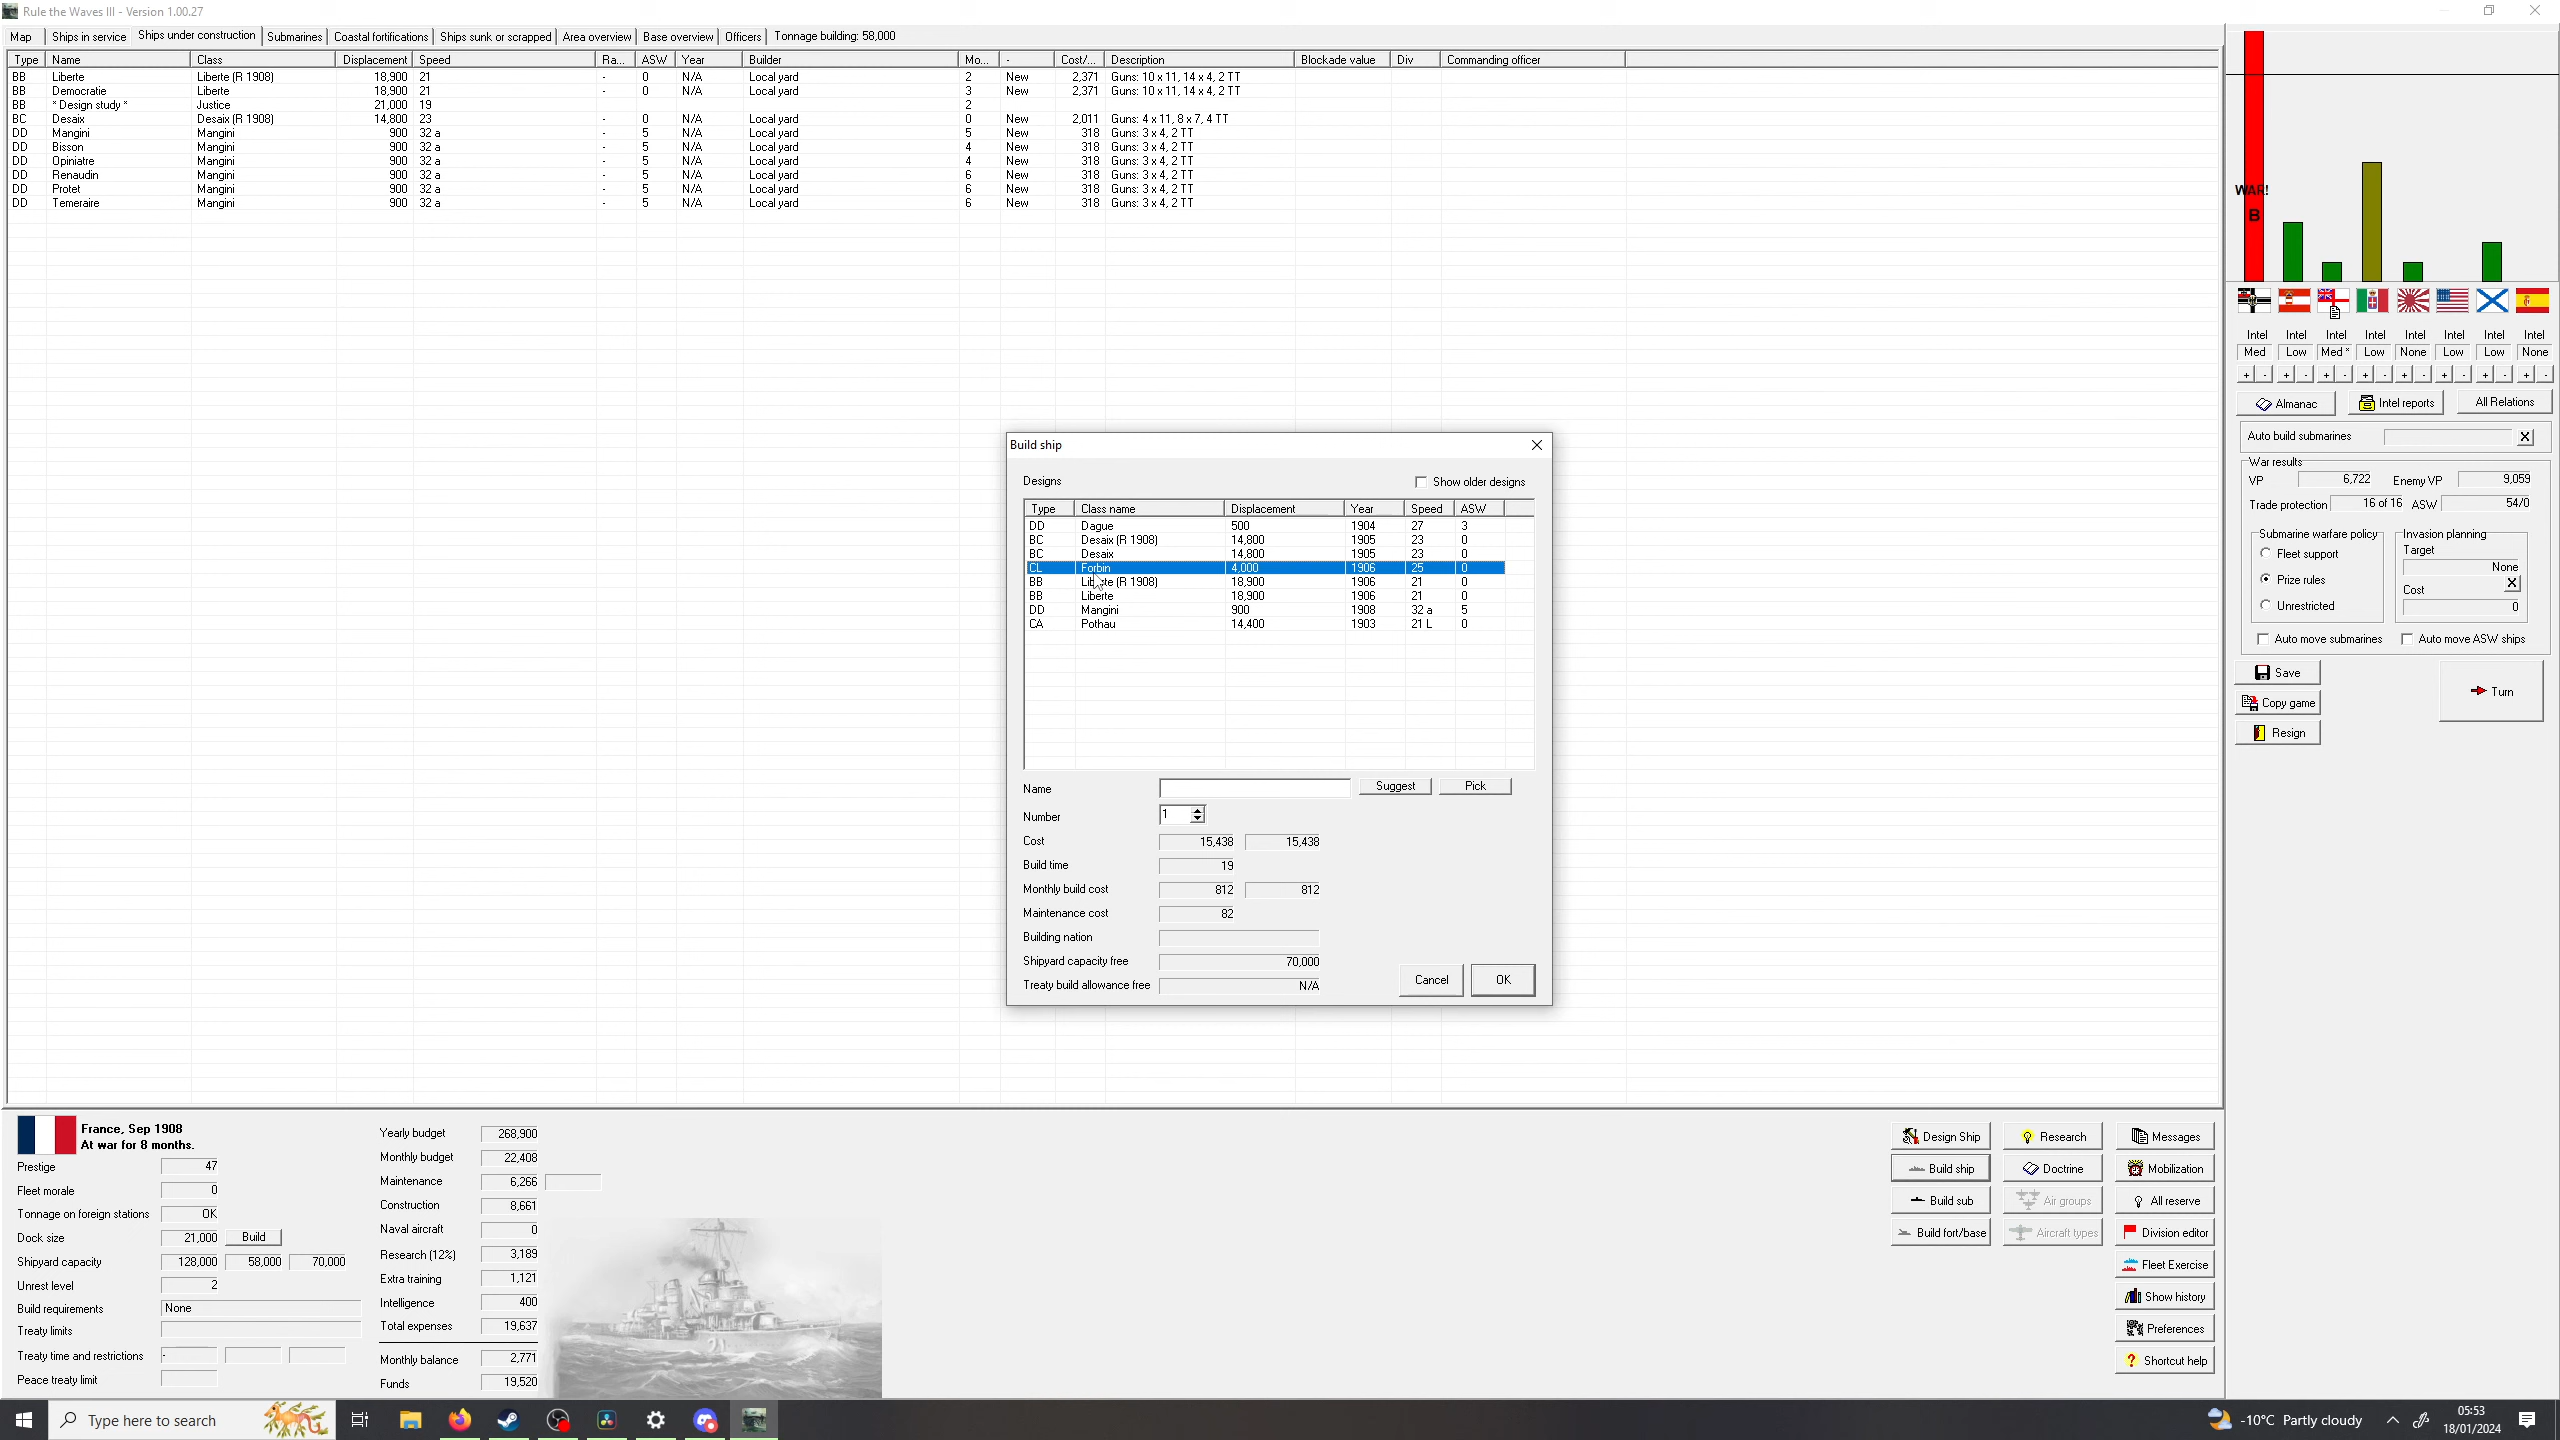 Rule the Waves III - Version 1.00.27
Map Ships in service Ships under construction Submarines Coastal fortifications Ships sunk or scrapped Area overview Base overview Officers Tonnage building: 58,000
Type Name Class Displacement Speed Ra... ASW Year Builder Mo... - Cost/... Description Blockade value Div Commanding officer
BB Liberte Liberte (R 1908) 18,900 21 - 0 N/A Local yard 2 New 2,371 Guns: 10 x 11, 14 x 4, 2 TT
BB Democratie Liberte 18,900 21 - 0 N/A Local yard 3 New 2,371 Guns: 10 x 11, 14 x 4, 2 TT
BB * Design study * Justice 21,000 19 2
BC Desaix Desaix (R 1908) 14,800 23 - 0 N/A Local yard 0 New 2,011 Guns: 4 x 11, 8 x 7, 4 TT
DD Mangini Mangini 900 32 a - 5 N/A Local yard 5 New 318 Guns: 3 x 4, 2 TT
DD Bisson Mangini 900 32 a - 5 N/A Local yard 4 New 318 Guns: 3 x 4, 2 TT
DD Opiniatre Mangini 900 32 a - 5 N/A Local yard 4 New 318 Guns: 3 x 4, 2 TT
DD Renaudin Mangini 900 32 a - 5 N/A Local yard 6 New 318 Guns: 3 x 4, 2 TT
DD Protet Mangini 900 32 a - 5 N/A Local yard 6 New 318 Guns: 3 x 4, 2 TT
DD Temeraire Mangini 900 32 a - 5 N/A Local yard 6 New 318 Guns: 3 x 4, 2 TT
WAR!
B
Intel Intel Intel Intel Intel Intel Intel Intel
Med Low Med * Low None Low Low None
+ - + - + - + - + - + - + - + -
Almanac Intel reports All Relations
Auto build submarines X
War results
VP 6,722 Enemy VP 9,059
Trade protection 16 of 16 ASW 54/0
Submarine warfare policy Invasion planning
Fleet support Target
None
Prize rules Cost X
Unrestricted 0
Auto move submarines Auto move ASW ships
Save
Turn
Copy game
Resign
Build ship
Designs Show older designs
Type Class name Displacement Year Speed ASW
DD Dague 500 1904 27 3
BC Desaix (R 1908) 14,800 1905 23 0
BC Desaix 14,800 1905 23 0
CL Forbin 4,000 1906 25 0
BB Liberte (R 1908) 18,900 1906 21 0
BB Liberte 18,900 1906 21 0
DD Mangini 900 1908 32 a 5
CA Pothau 14,400 1903 21 L 0
Name Suggest Pick
Number 1
Cost 15,438 15,438
Build time 19
Monthly build cost 812 812
Maintenance cost 82
Building nation
Shipyard capacity free 70,000
Treaty build allowance free N/A
Cancel OK
France, Sep 1908
At war for 8 months.
Prestige 47
Fleet morale 0
Tonnage on foreign stations OK
Dock size 21,000 Build
Shipyard capacity 128,000 58,000 70,000
Unrest level 2
Build requirements None
Treaty limits
Treaty time and restrictions -
Peace treaty limit
Yearly budget 268,900
Monthly budget 22,408
Maintenance 6,266
Construction 8,661
Naval aircraft 0
Research (12%) 3,189
Extra training 1,121
Intelligence 400
Total expenses 19,637
Monthly balance 2,771
Funds 19,520
Design Ship Research Messages
Build ship Doctrine Mobilization
Build sub Air groups All reserve
Build fort/base Aircraft types Division editor
Fleet Exercise
Show history
Preferences
Shortcut help
Type here to search
-10°C Partly cloudy
05:53
18/01/2024